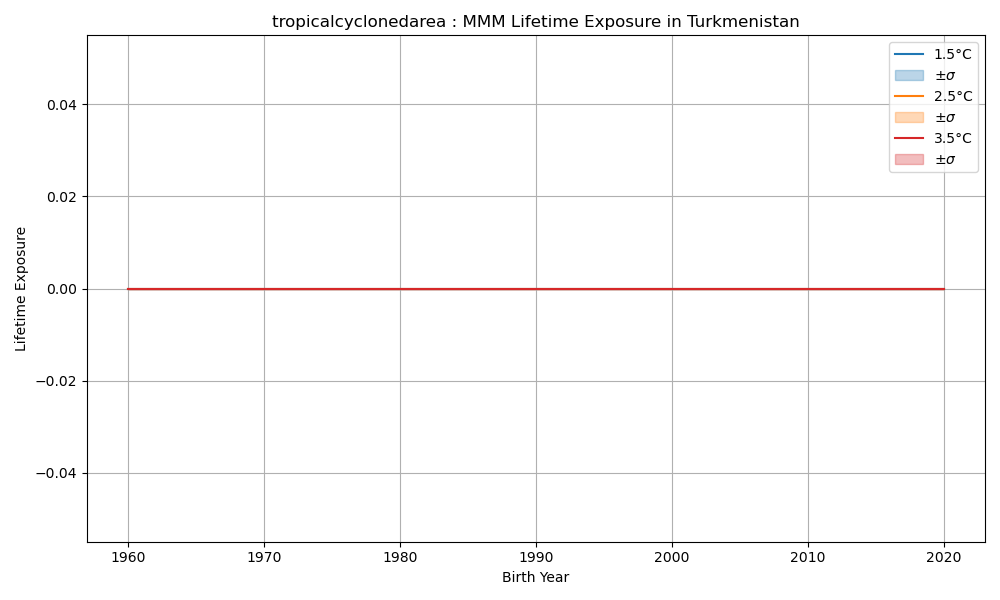 tropicalcyclonedarea : MMM Lifetime Exposure in Turkmenistan
1.5°C
±σ
2.5°C
±σ
3.5°C
±σ
0.04
0.02
0.00
−0.02
−0.04
Lifetime Exposure
1960 1970 1980 1990 2000 2010 2020
Birth Year